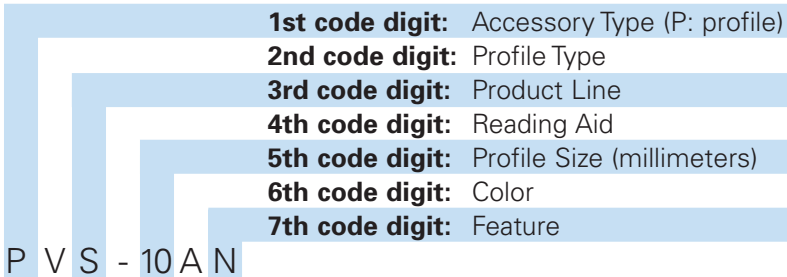 1st code digit: Accessory Type (P: profile)
2nd code digit: Profile Type
3rd code digit: Product Line
4th code digit: Reading Aid
5th code digit: Profile Size (millimeters)
6th code digit: Color
7th code digit: Feature
P V S - 10 A N